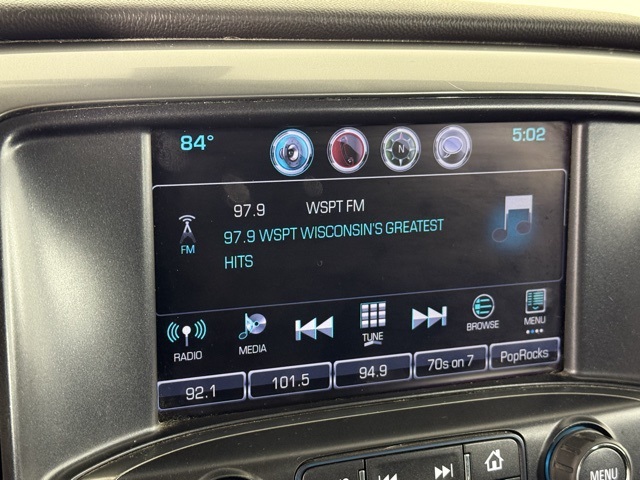 84° 5:02
N
97.9 WSPT FM
FM
97.9 WSPT WISCONSIN'S GREATEST
HITS
RADIO MEDIA TUNE BROWSE MENU
92.1 101.5 94.9 70s on 7 PopRocks
MENU